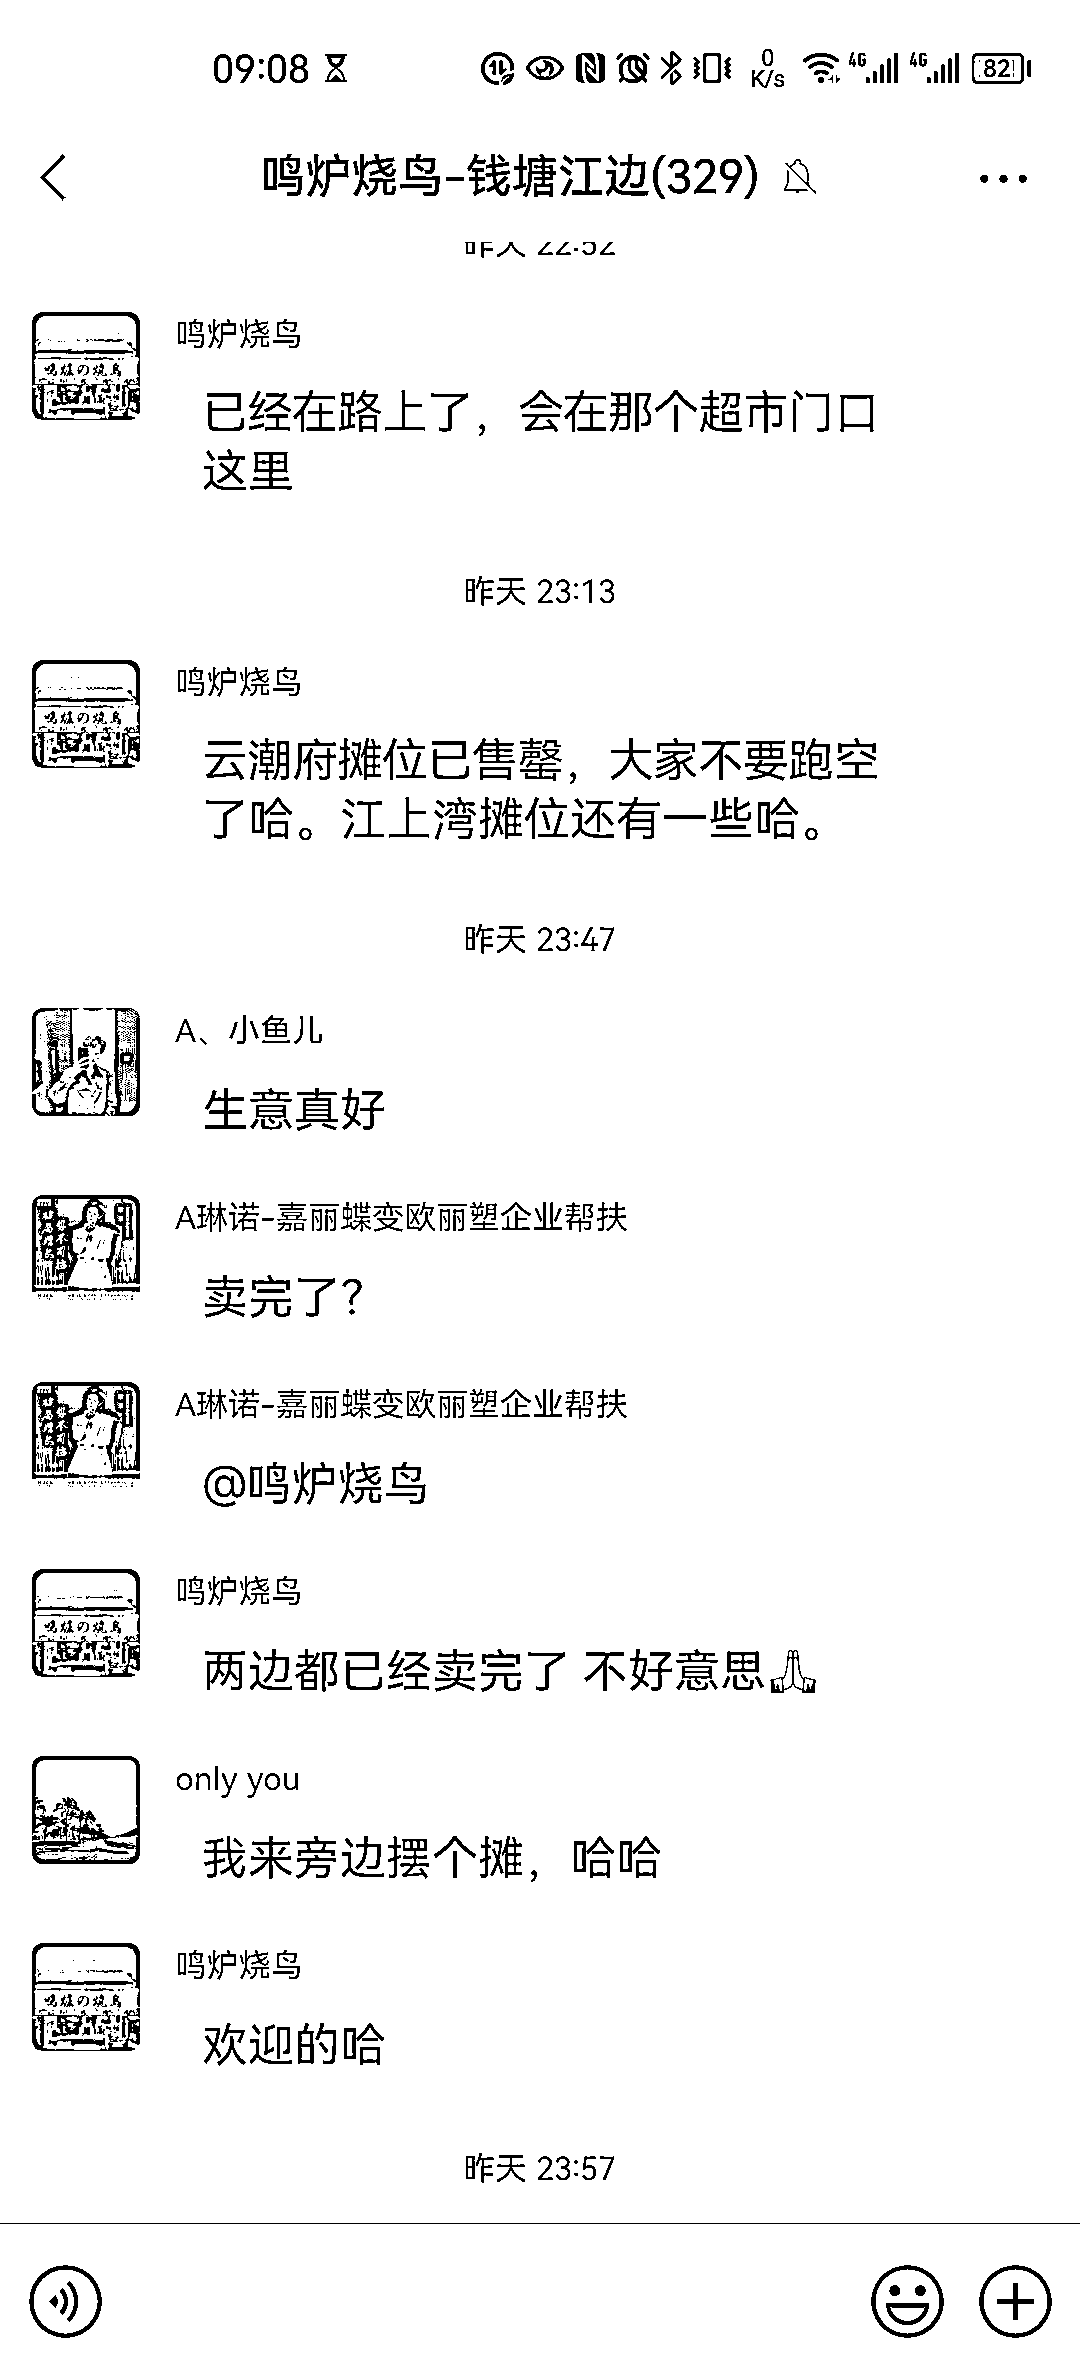 09:08
0
K/s
4G
4G
82
鸣炉烧鸟-钱塘江边(329)
昨天 22:52
鸣炉烧鸟
已经在路上了，会在那个超市门口
这里
昨天 23:13
鸣炉烧鸟
云潮府摊位已售罄，大家不要跑空
了哈。江上湾摊位还有一些哈。
昨天 23:47
A、小鱼儿
生意真好
A琳诺-嘉丽蝶变欧丽塑企业帮扶
卖完了?
A琳诺-嘉丽蝶变欧丽塑企业帮扶
@鸣炉烧鸟
鸣炉烧鸟
两边都已经卖完了 不好意思🙏
only you
我来旁边摆个摊，哈哈
鸣炉烧鸟
欢迎的哈
昨天 23:57